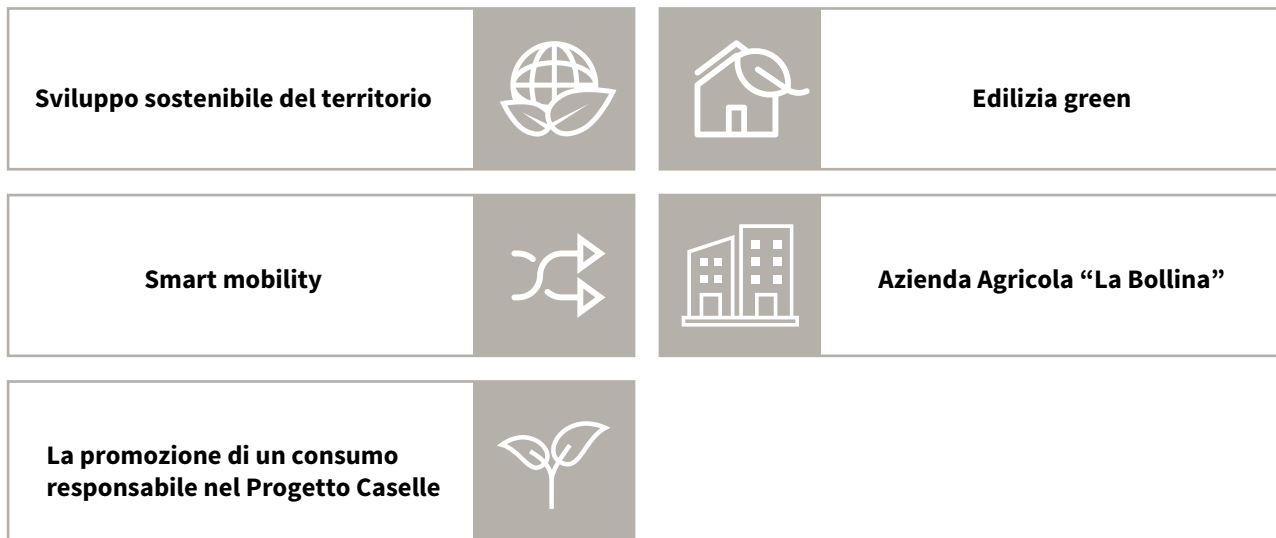 Sviluppo sostenibile del territorio
Edilizia green
Smart mobility
Azienda Agricola “La Bollina”
La promozione di un consumo
responsabile nel Progetto Caselle